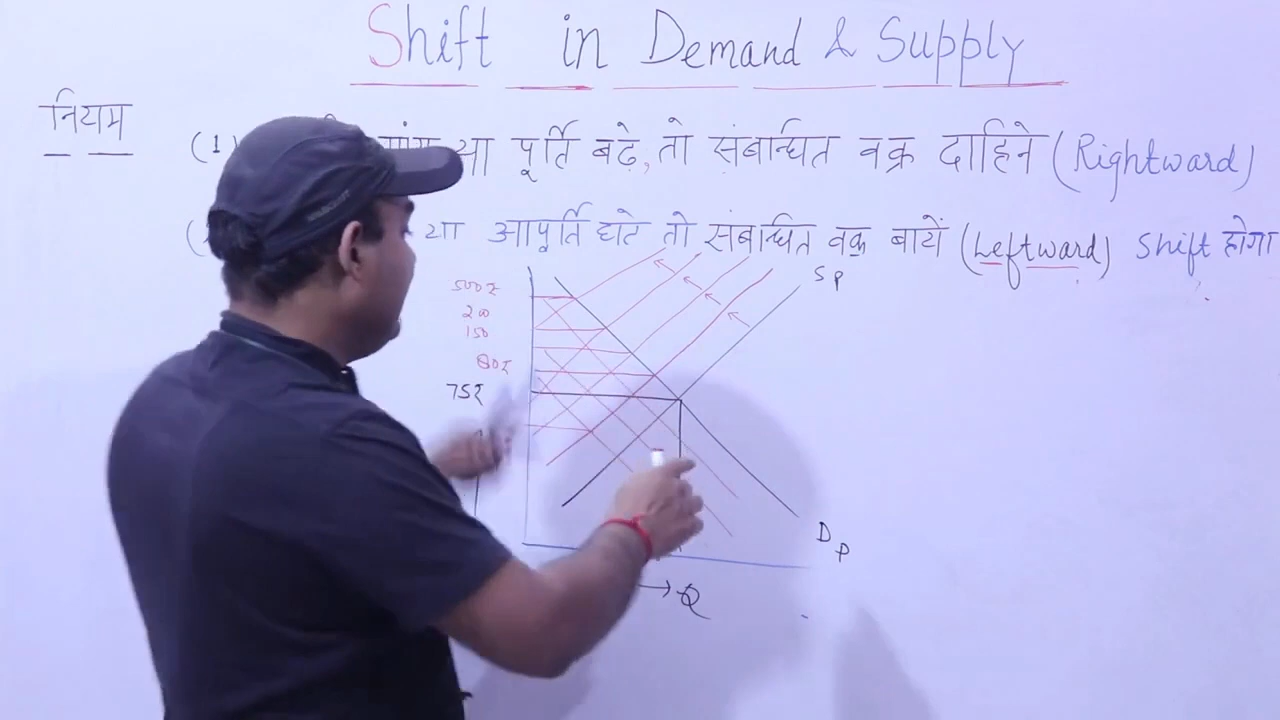 Shift in Demand & Supply
नियम
(1) या पूर्ति बढ़े, तो संबन्धित वक्र दाहिने (Rightward)
या आपूर्ति घटे तो संबन्धित वक्र बायें (Leftward) Shift होगा
Sp
500₹
200
150
80₹
75₹
Dp
→ Q